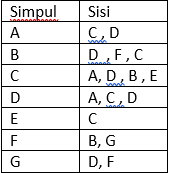 Simpul Sisi
A C , D
B D , F , C
C A, D , B , E
D A, C , D
E C
F B, G
G D, F